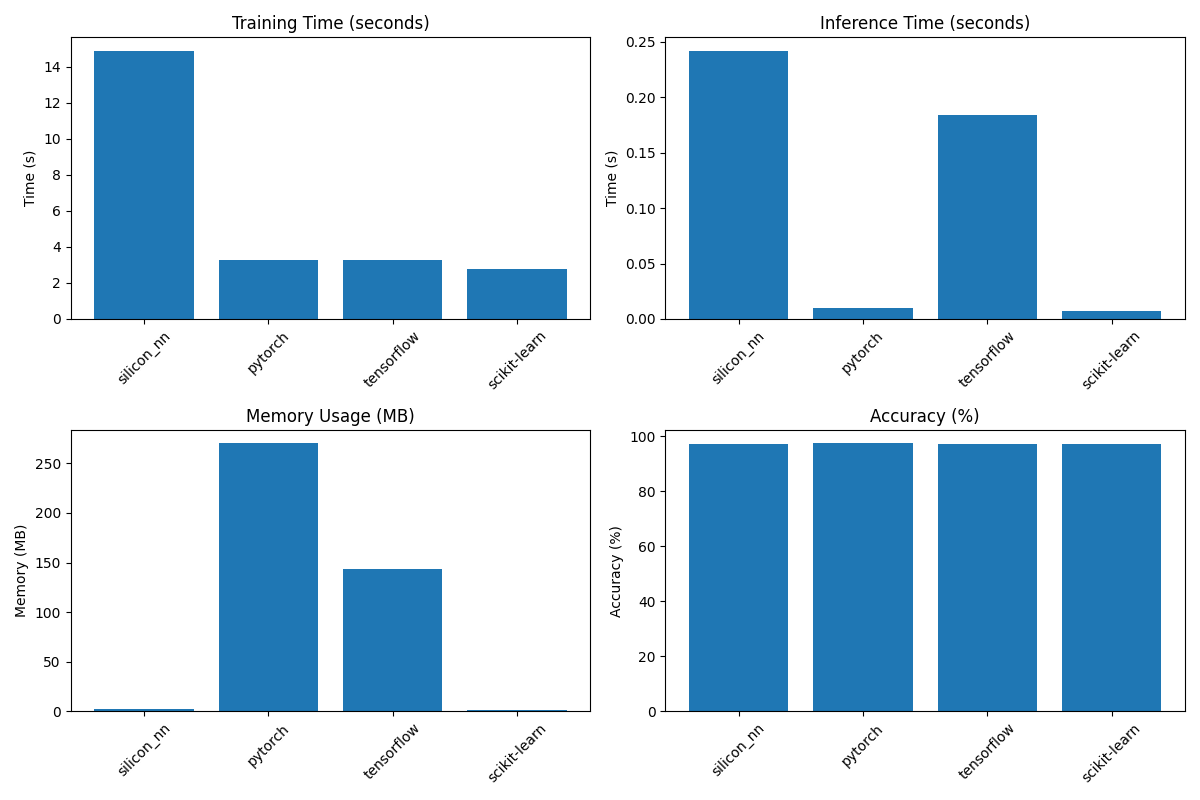 Training Time (seconds)
Time (s)
14
12
10
8
6
4
2
0
silicon_nn
pytorch
tensorflow
scikit-learn
Inference Time (seconds)
Time (s)
0.25
0.20
0.15
0.10
0.05
0.00
silicon_nn
pytorch
tensorflow
scikit-learn
Memory Usage (MB)
Memory (MB)
250
200
150
100
50
0
silicon_nn
pytorch
tensorflow
scikit-learn
Accuracy (%)
Accuracy (%)
100
80
60
40
20
0
silicon_nn
pytorch
tensorflow
scikit-learn